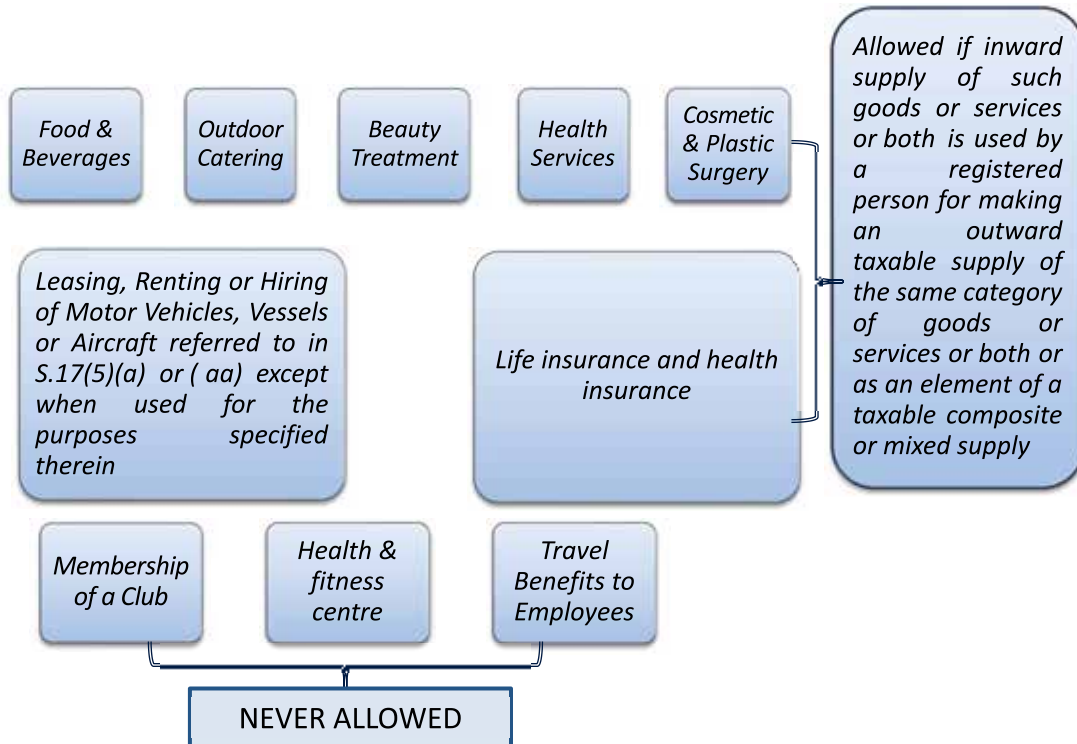 Food &
Beverages
Outdoor
Catering
Beauty
Treatment
Health
Services
Cosmetic
& Plastic
Surgery
Allowed if inward
supply of such
goods or services
or both is used by
a registered
person for making
an outward
taxable supply of
the same category
of goods or
services or both or
as an element of a
taxable composite
or mixed supply
Leasing, Renting or Hiring
of Motor Vehicles, Vessels
or Aircraft referred to in
S.17(5)(a) or ( aa) except
when used for the
purposes specified
therein
Life insurance and health
insurance
Membership
of a Club
Health &
fitness
centre
Travel
Benefits to
Employees
NEVER ALLOWED